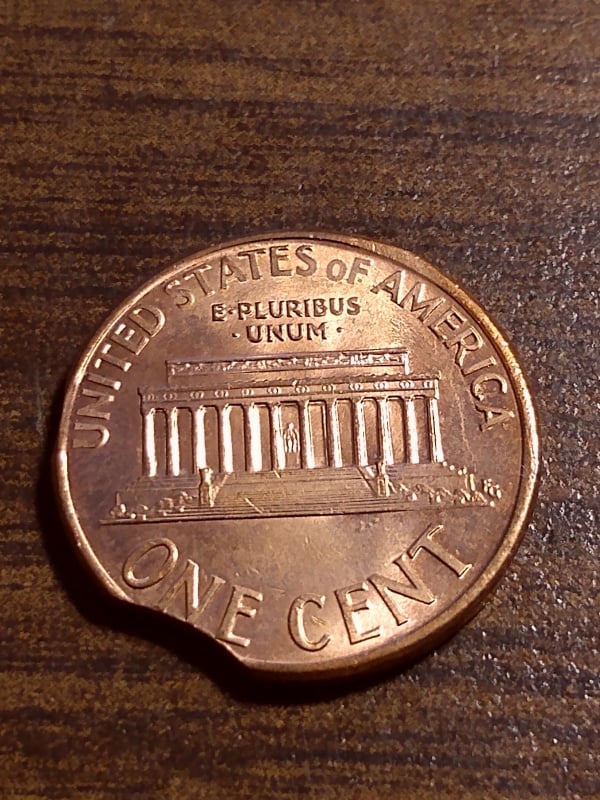 UNITED STATES OF AMERICA
E·PLURIBUS
·UNUM·
ONE CENT